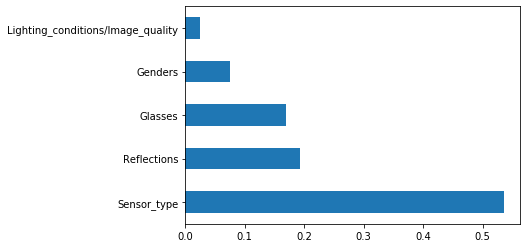 Lighting_conditions/Image_quality
Genders
Glasses
Reflections
Sensor_type
0.0 0.1 0.2 0.3 0.4 0.5